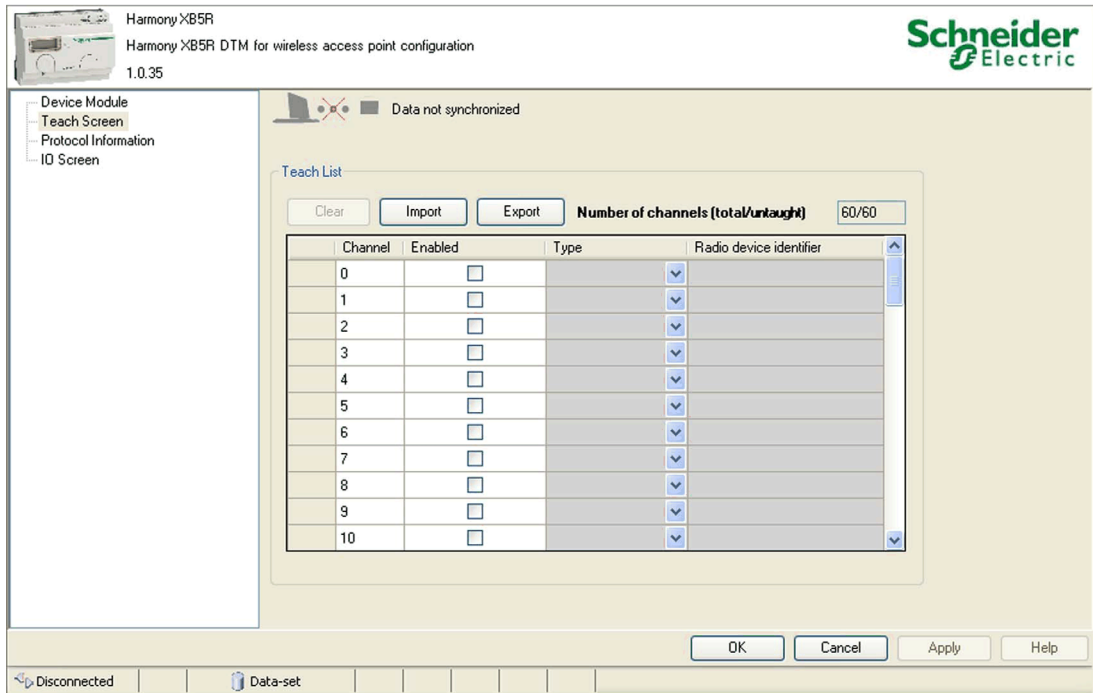 Harmony XB5R
Harmony XB5R DTM for wireless access point configuration
1.0.35
Schneider
Electric
Device Module
Teach Screen
Protocol Information
IO Screen
Data not synchronized
Teach List
Clear Import Export Number of channels (total/untaught) 60/60
Channel Enabled Type Radio device identifier
0
1
2
3
4
5
6
7
8
9
10
OK Cancel Apply Help
Disconnected Data-set